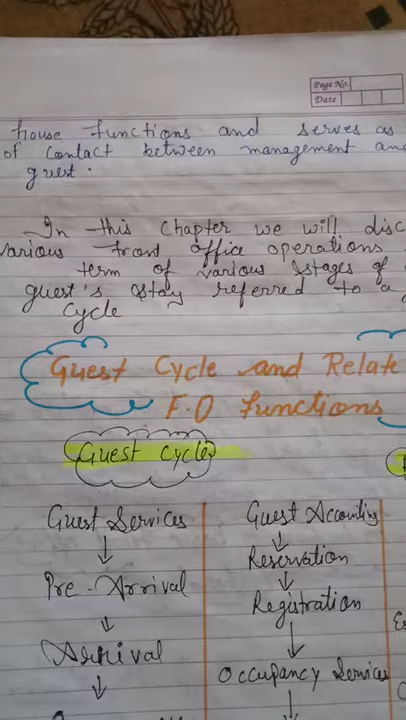 Page No.
Date
house functions and serves as
of contact between management and
guest.
In this Chapter we will disc
various front office operations
term of various stages of
guest's stay referred to a
cycle
Guest Cycle and Relate
F.O functions
Guest Cycle
Guest Services
↓
Pre-Arrival
↓
Arrival
↓
Guest Accounting
↓
Reservation
↓
Registration
↓
Occupancy Services
↓